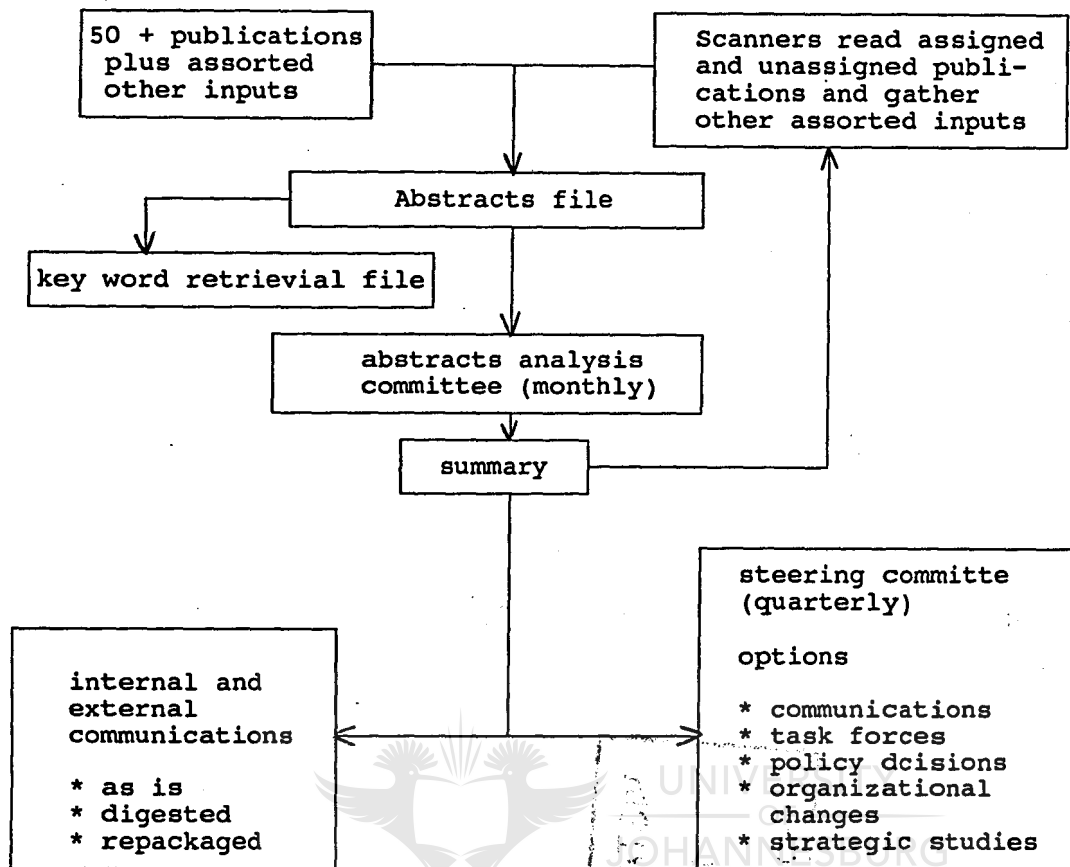 50 + publications
plus assorted
other inputs
Scanners read assigned
and unassigned publi-
cations and gather
other assorted inputs
Abstracts file
key word retrievial file
abstracts analysis
committee (monthly)
summary
steering committe
(quarterly)
options
* communications
* task forces
* policy dcisions
* organizational
changes
* strategic studies
internal and
external
communications
* as is
* digested
* repackaged
UNIVERSITY
OF
JOHANNESBURG